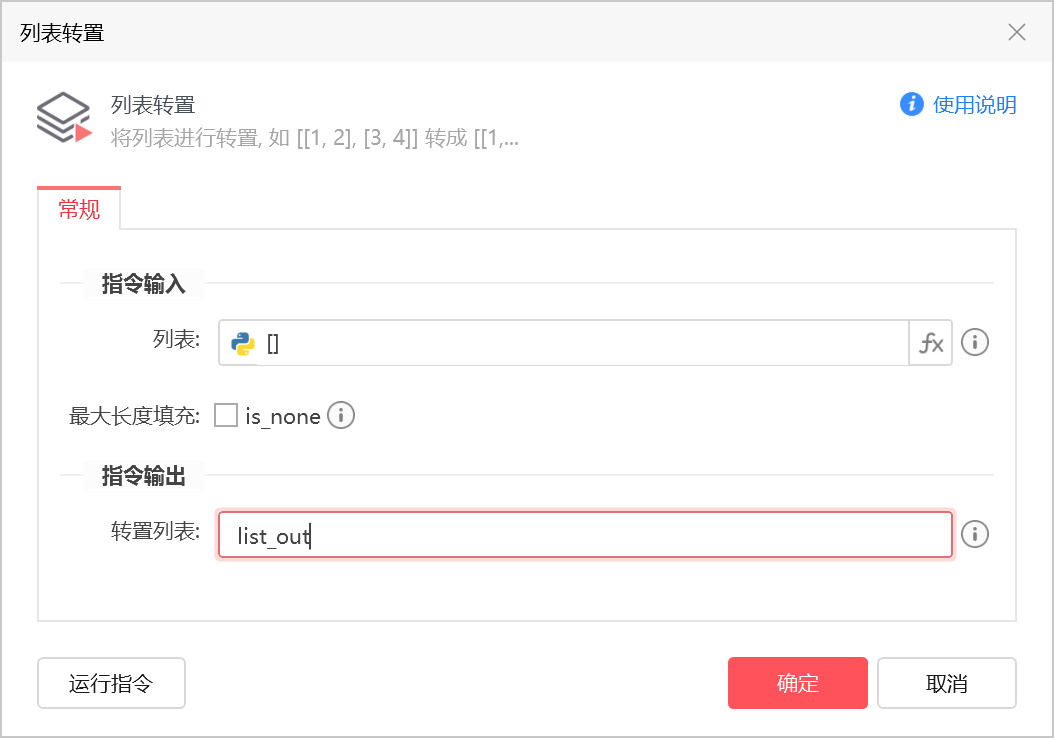 列表转置
列表转置
使用说明
将列表进行转置, 如 [[1, 2], [3, 4]] 转成 [[1,...
常规
指令输入
列表: [] fx
最大长度填充: is_none
指令输出
转置列表: list_out
运行指令 确定 取消